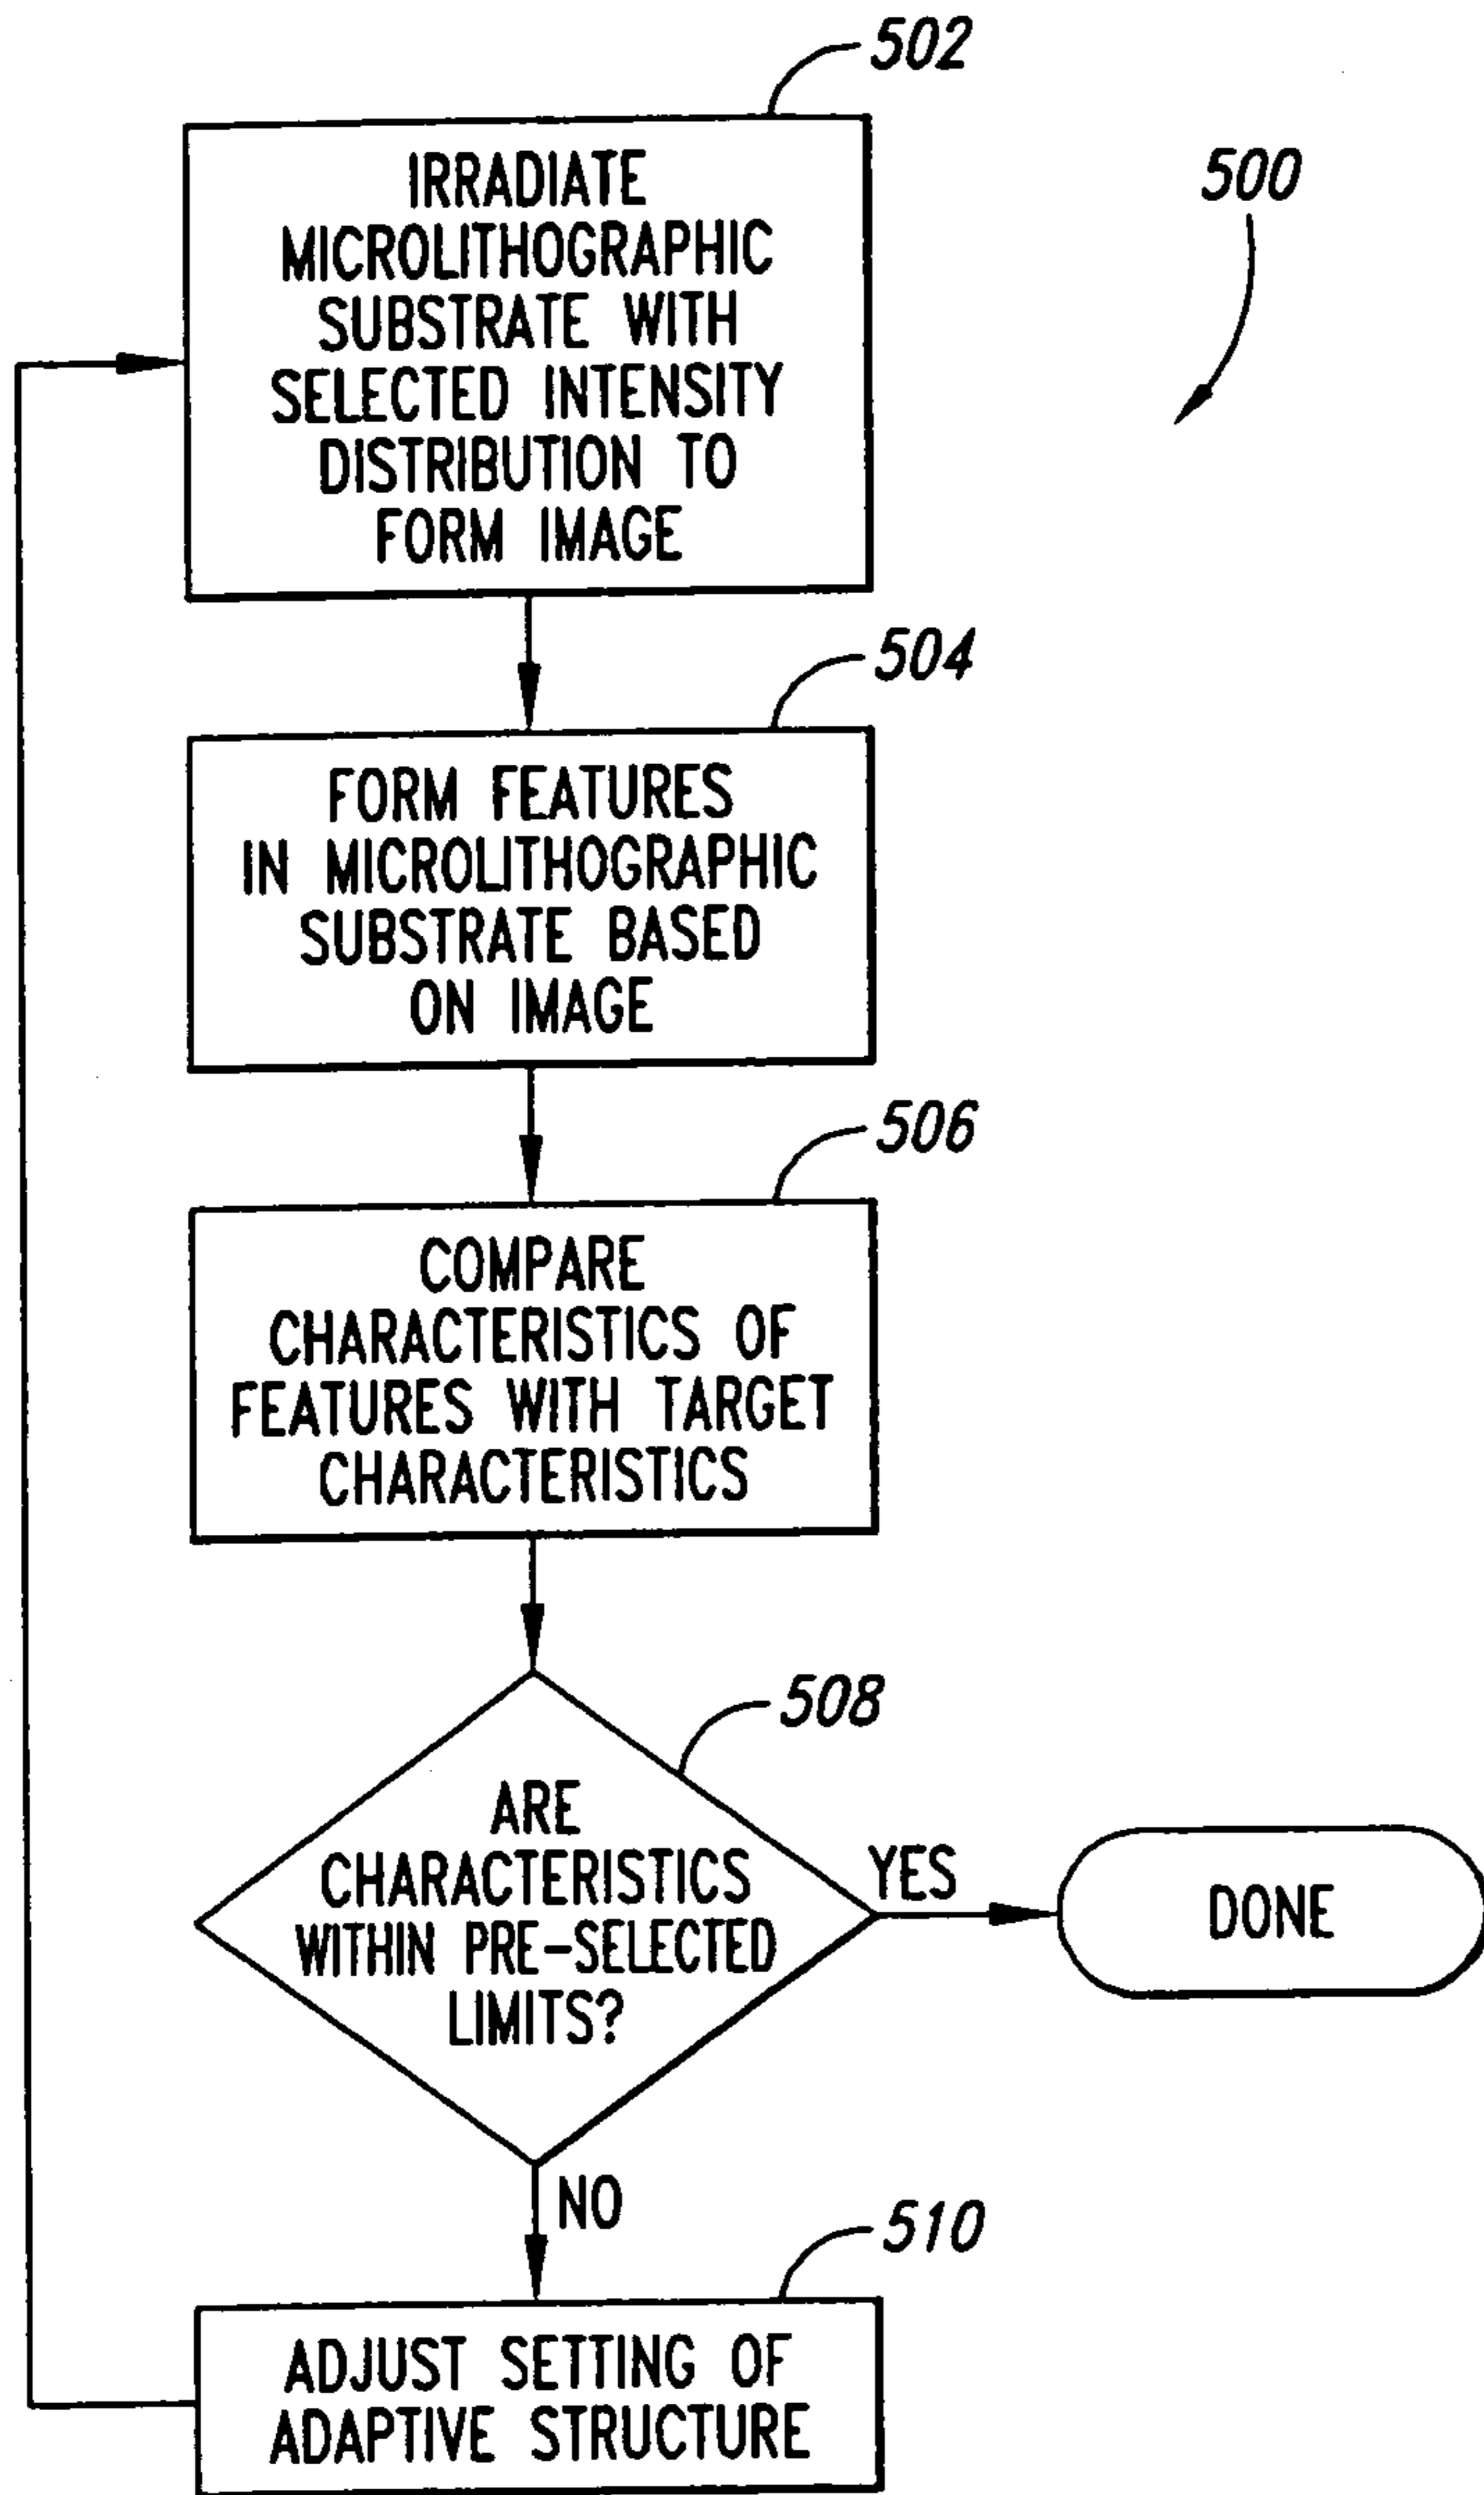 502
500
IRRADIATE
MICROLITHOGRAPHIC
SUBSTRATE WITH
SELECTED INTENSITY
DISTRIBUTION TO
FORM IMAGE
504
FORM FEATURES
IN MICROLITHOGRAPHIC
SUBSTRATE BASED
ON IMAGE
506
COMPARE
CHARACTERISTICS OF
FEATURES WITH TARGET
CHARACTERISTICS
508
ARE
CHARACTERISTICS
WITHIN PRE-SELECTED
LIMITS?
YES
DONE
NO
510
ADJUST SETTING OF
ADAPTIVE STRUCTURE